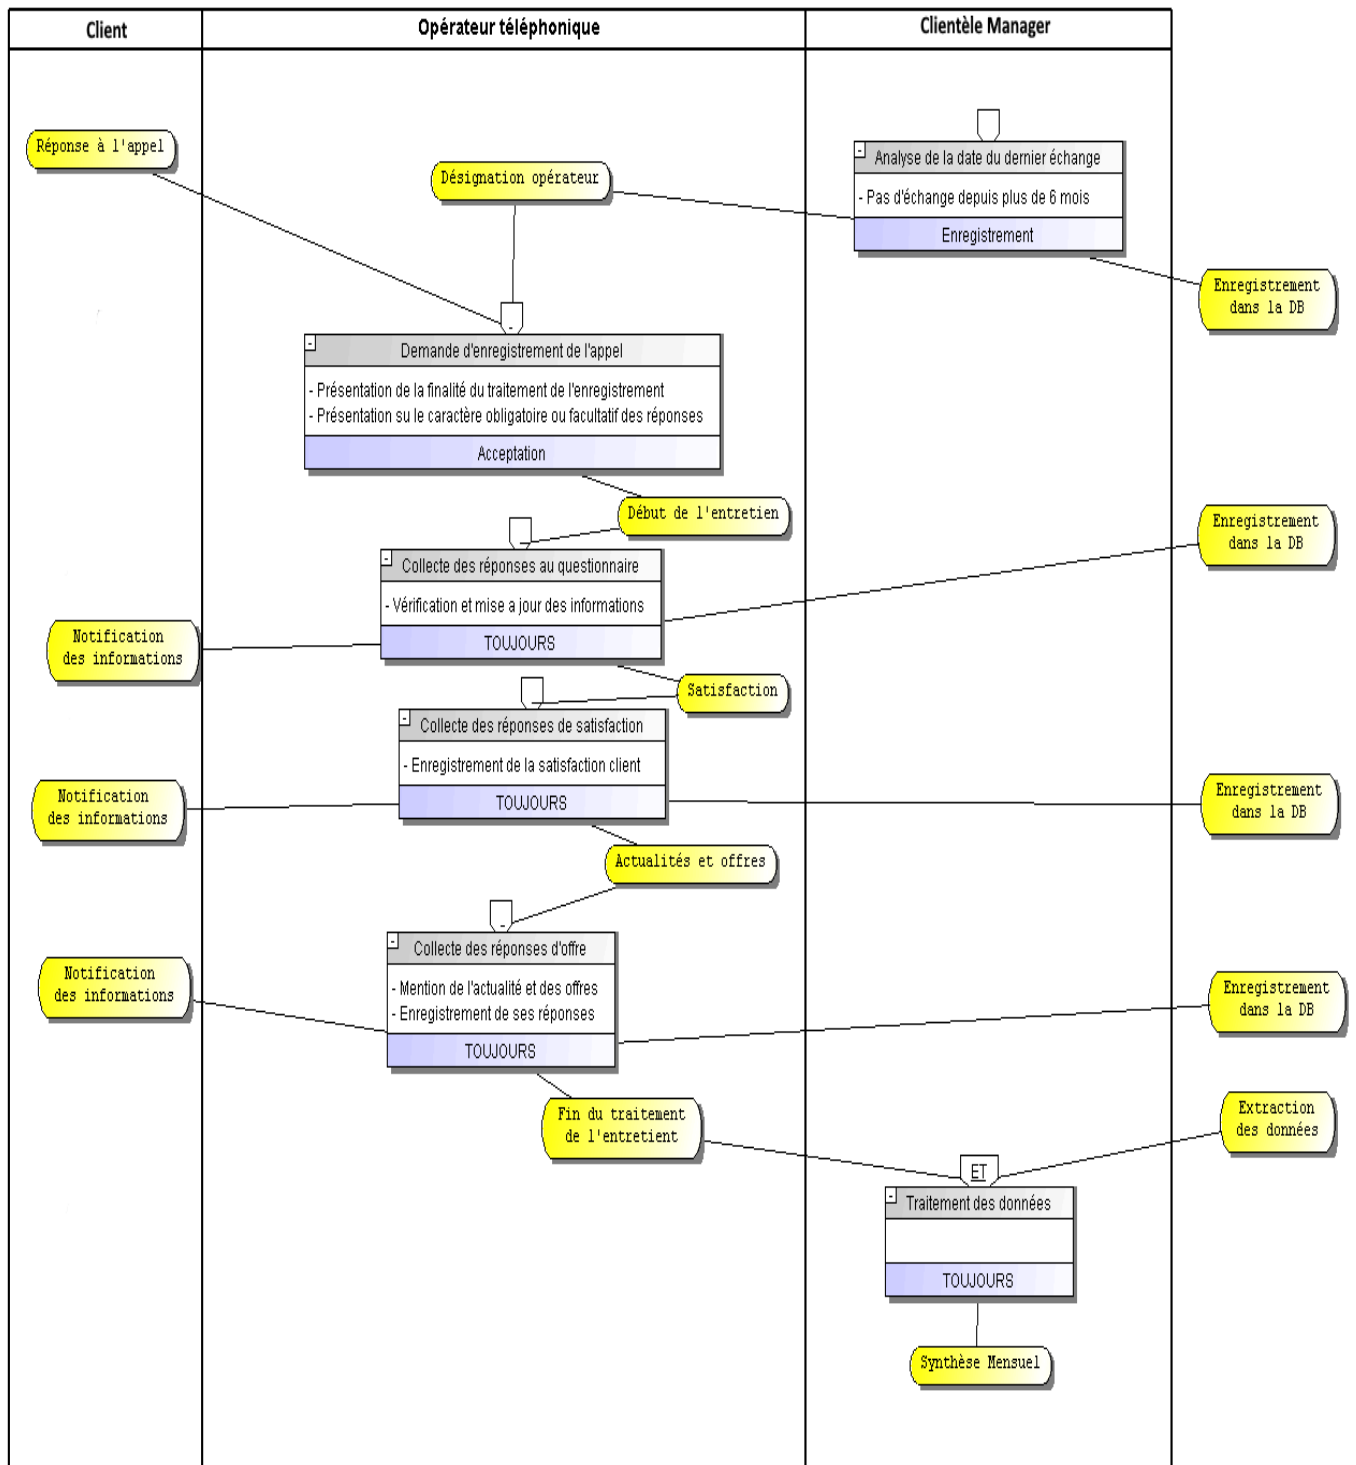 Client
Opérateur téléphonique
Clientèle Manager
Réponse à l'appel
Désignation opérateur
-
Analyse de la date du dernier échange
- Pas d'échange depuis plus de 6 mois
Enregistrement
Enregistrement
dans la DB
-
-
Demande d'enregistrement de l'appel
- Présentation de la finalité du traitement de l'enregistrement
- Présentation su le caractère obligatoire ou facultatif des réponses
Acceptation
Début de l'entretien
Enregistrement
dans la DB
-
Collecte des réponses au questionnaire
- Vérification et mise a jour des informations
TOUJOURS
Notification
des informations
Satisfaction
-
Collecte des réponses de satisfaction
- Enregistrement de la satisfaction client
TOUJOURS
Notification
des informations
Enregistrement
dans la DB
Actualités et offres
-
-
Collecte des réponses d'offre
- Mention de l'actualité et des offres
- Enregistrement de ses réponses
TOUJOURS
Notification
des informations
Enregistrement
dans la DB
Fin du traitement
de l'entretient
Extraction
des données
ET
-
Traitement des données
TOUJOURS
Synthèse Mensuel